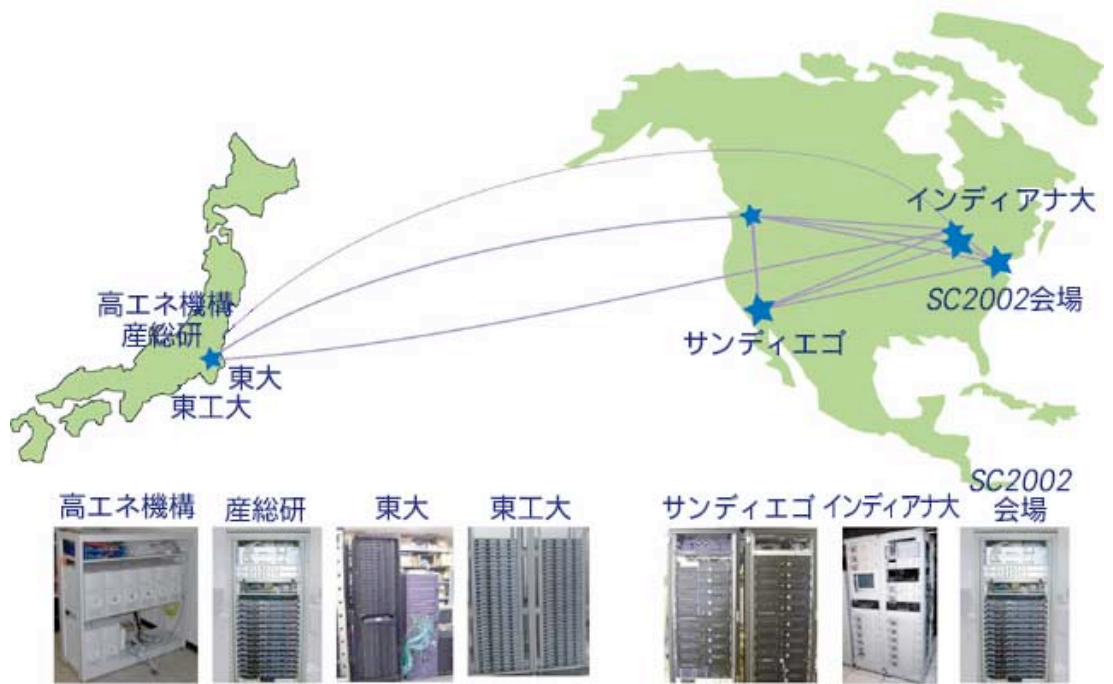 インディアナ大
高エネ機構
産総研
東大
東工大
サンディエゴ
SC2002会場
高エネ機構
産総研
東大
東工大
サンディエゴ
インディアナ大
SC2002
会場